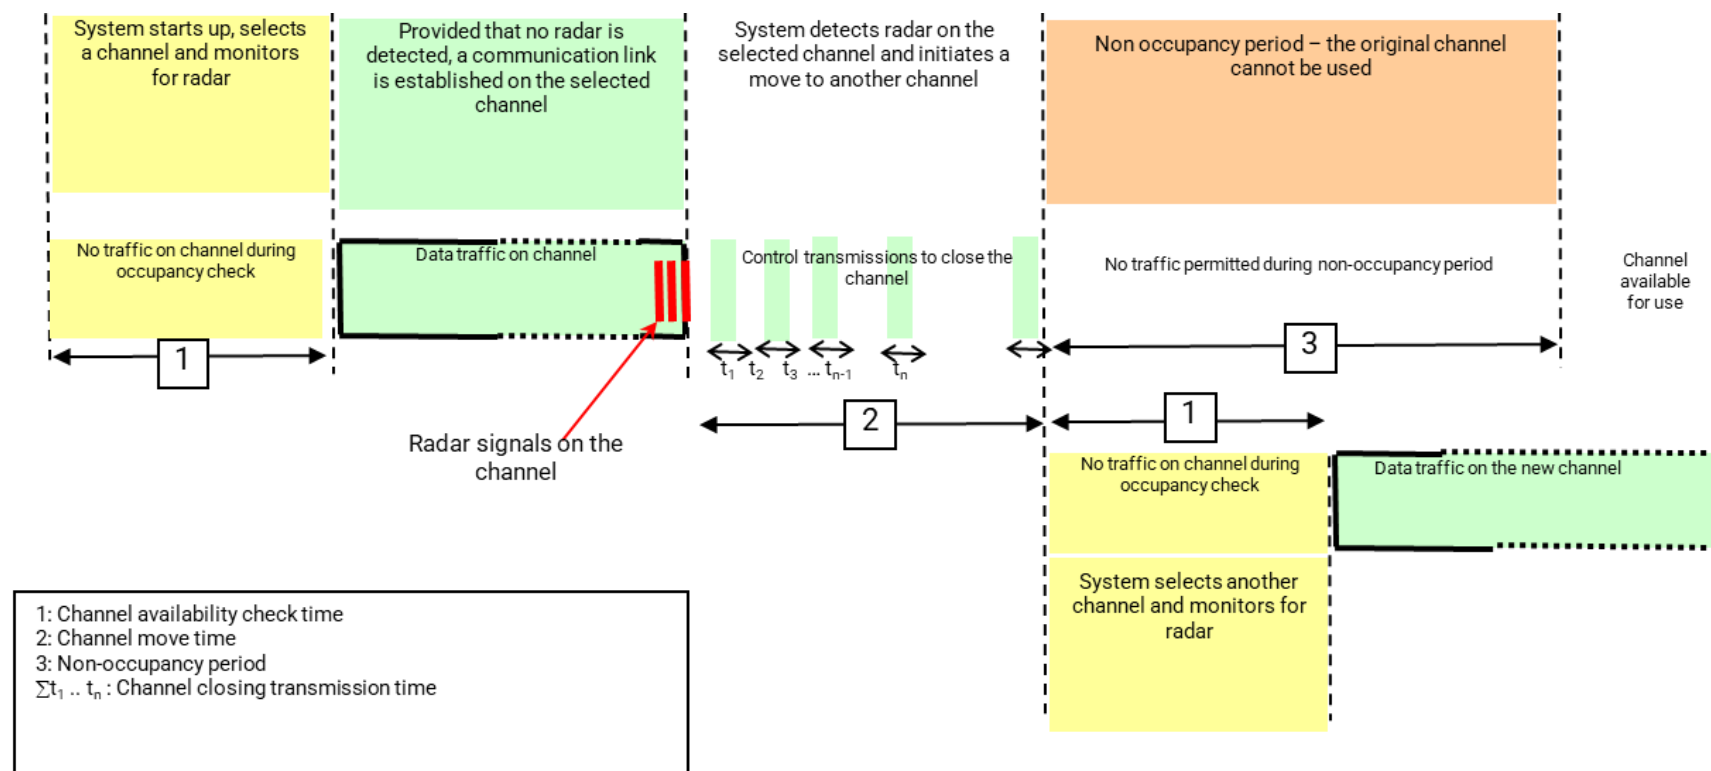 System starts up, selects
a channel and monitors
for radar
Provided that no radar is
detected, a communication link
is established on the selected
channel
System detects radar on the
selected channel and initiates a
move to another channel
Non occupancy period – the original channel
cannot be used
No traffic on channel during
occupancy check
Data traffic on channel
Control transmissions to close the
channel
No traffic permitted during non-occupancy period
Channel
available
for use
1
3
t1 t2 t3 ... tn-1 tn
2
1
Radar signals on the
channel
No traffic on channel during
occupancy check
Data traffic on the new channel
System selects another
channel and monitors for
radar
1: Channel availability check time
2: Channel move time
3: Non-occupancy period
∑t1 .. tn : Channel closing transmission time